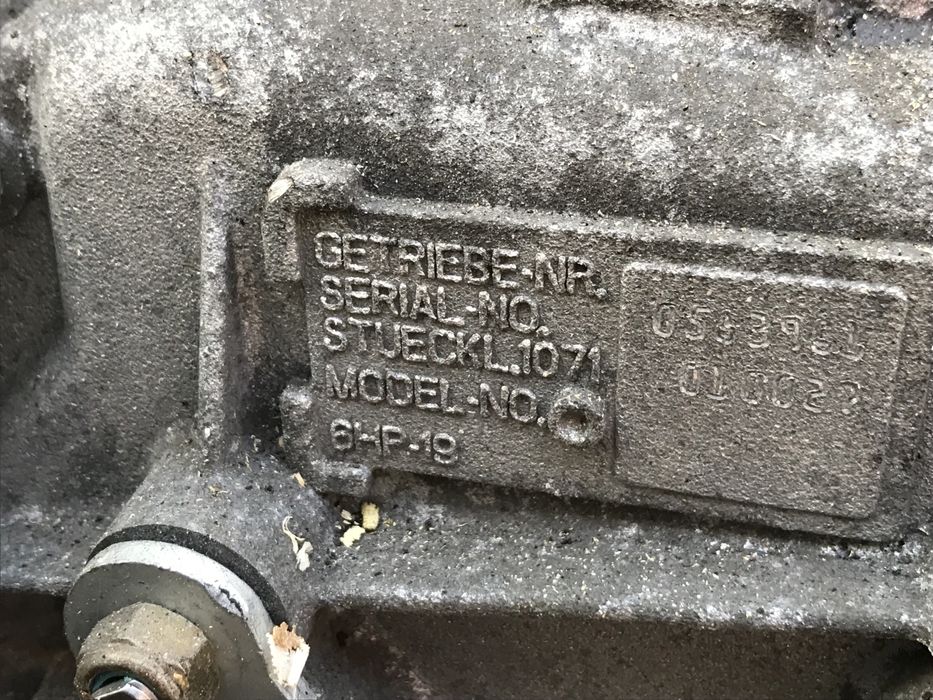 GETRIEBE-NR.
SERIAL-NO.
STUECKL.1071
MODEL-NO.
6HP-19